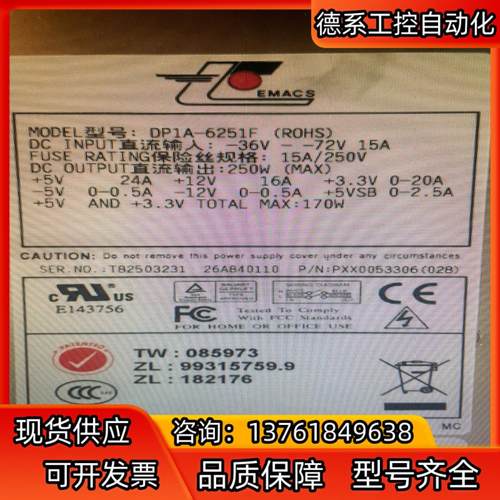 德系工控自动化
EMACS
MODEL型号: DP1A-6251F (ROHS)
DC INPUT直流输入: -36V - -72V 15A
FUSE RATING保险丝规格: 15A/250V
DC OUTPUT直流输出: 250W (MAX)
+5V 24A +12V 16A +3.3V 0-20A
-5V 0-0.5A -12V 0-0.5A +5VSB 0-2.5A
+5V AND +3.3V TOTAL MAX: 170W
CAUTION: Do not remove this power supply cover under any circumstances
SER.NO.: T82503231 26AB40110 P/N: PXX0053306(028)
c US
E143756
FC Tested To Comply
With FCC Standards
FOR HOME OR OFFICE USE
CE
PATENTED
TW : 085973
ZL : 99315759.9
ZL : 182176
CCC
MC
现货供应 咨询: 13761849638
可开发票 品质保障 型号齐全